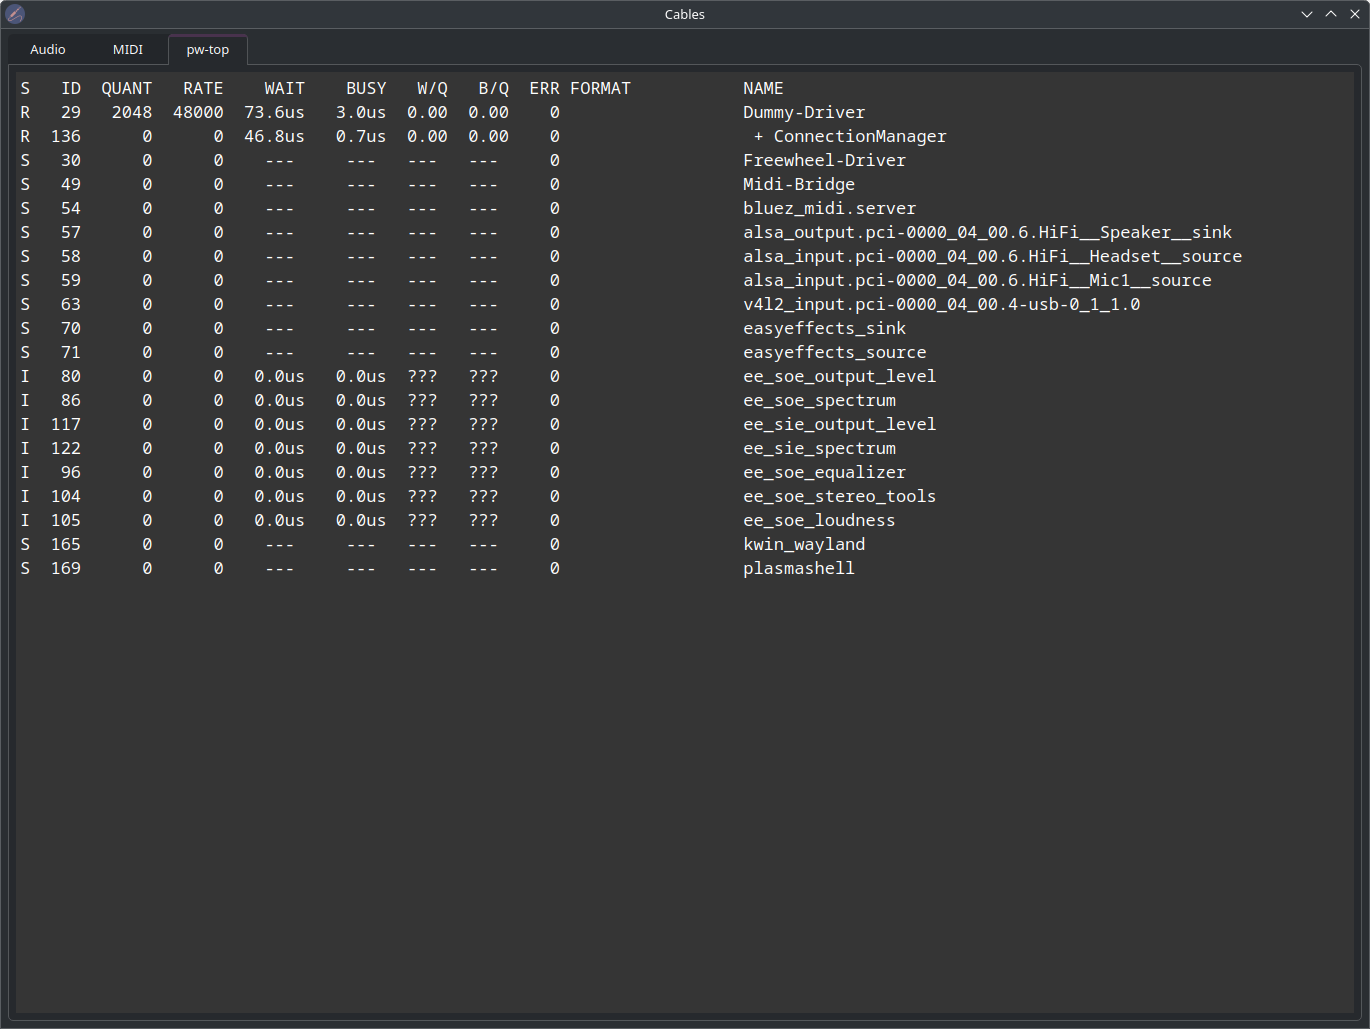 Cables
Audio MIDI pw-top
S ID QUANT RATE WAIT BUSY W/Q B/Q ERR FORMAT NAME
R 29 2048 48000 73.6us 3.0us 0.00 0.00 0 Dummy-Driver
R 136 0 0 46.8us 0.7us 0.00 0.00 0 + ConnectionManager
S 30 0 0 --- --- --- --- 0 Freewheel-Driver
S 49 0 0 --- --- --- --- 0 Midi-Bridge
S 54 0 0 --- --- --- --- 0 bluez_midi.server
S 57 0 0 --- --- --- --- 0 alsa_output.pci-0000_04_00.6.HiFi__Speaker__sink
S 58 0 0 --- --- --- --- 0 alsa_input.pci-0000_04_00.6.HiFi__Headset__source
S 59 0 0 --- --- --- --- 0 alsa_input.pci-0000_04_00.6.HiFi__Mic1__source
S 63 0 0 --- --- --- --- 0 v4l2_input.pci-0000_04_00.4-usb-0_1_1.0
S 70 0 0 --- --- --- --- 0 easyeffects_sink
S 71 0 0 --- --- --- --- 0 easyeffects_source
I 80 0 0 0.0us 0.0us ??? ??? 0 ee_soe_output_level
I 86 0 0 0.0us 0.0us ??? ??? 0 ee_soe_spectrum
I 117 0 0 0.0us 0.0us ??? ??? 0 ee_sie_output_level
I 122 0 0 0.0us 0.0us ??? ??? 0 ee_sie_spectrum
I 96 0 0 0.0us 0.0us ??? ??? 0 ee_soe_equalizer
I 104 0 0 0.0us 0.0us ??? ??? 0 ee_soe_stereo_tools
I 105 0 0 0.0us 0.0us ??? ??? 0 ee_soe_loudness
S 165 0 0 --- --- --- --- 0 kwin_wayland
S 169 0 0 --- --- --- --- 0 plasmashell